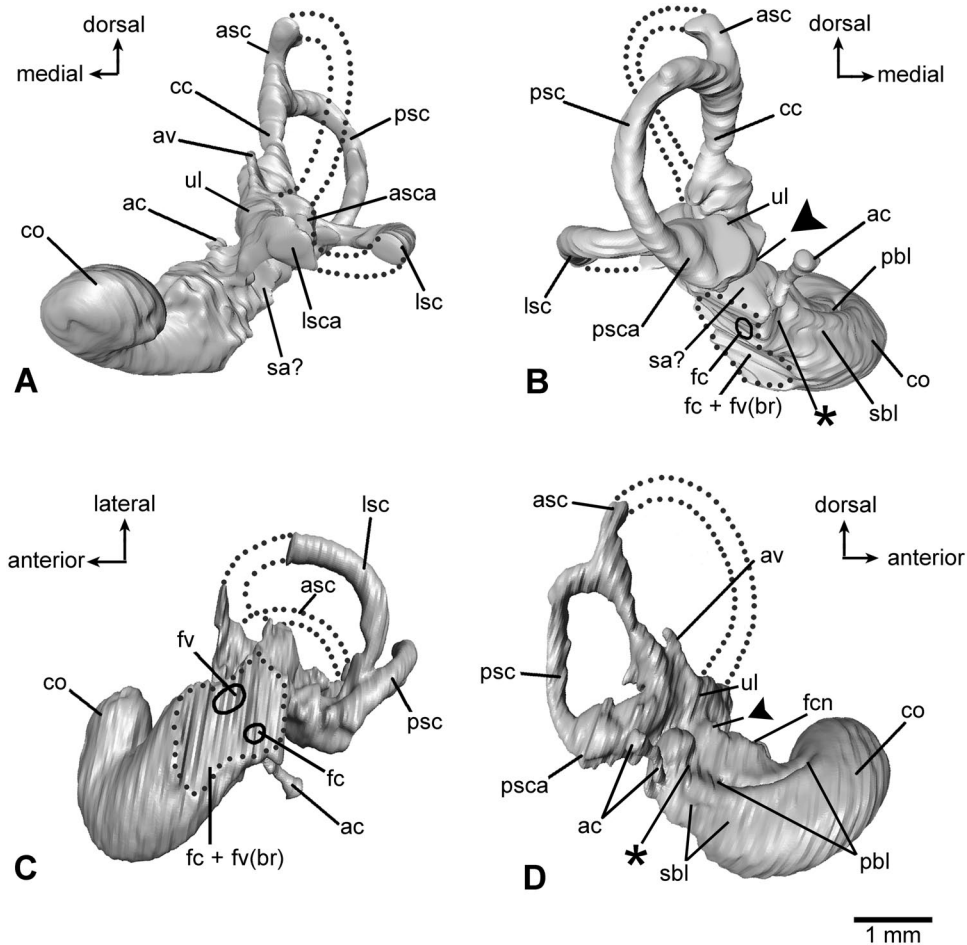 dorsal
medial
asc
cc
psc
av
ul
asca
ac
co
lsc
lsca
sa?
A
asc
dorsal
medial
psc
cc
ul
ac
pbl
lsc
psca
sa?
fc
co
fc + fv(br)
*
sbl
B
lateral
anterior
lsc
asc
fv
co
psc
fc
ac
fc + fv(br)
C
asc
dorsal
anterior
av
psc
ul
fcn
co
psca
ac
*
sbl
pbl
D
1 mm